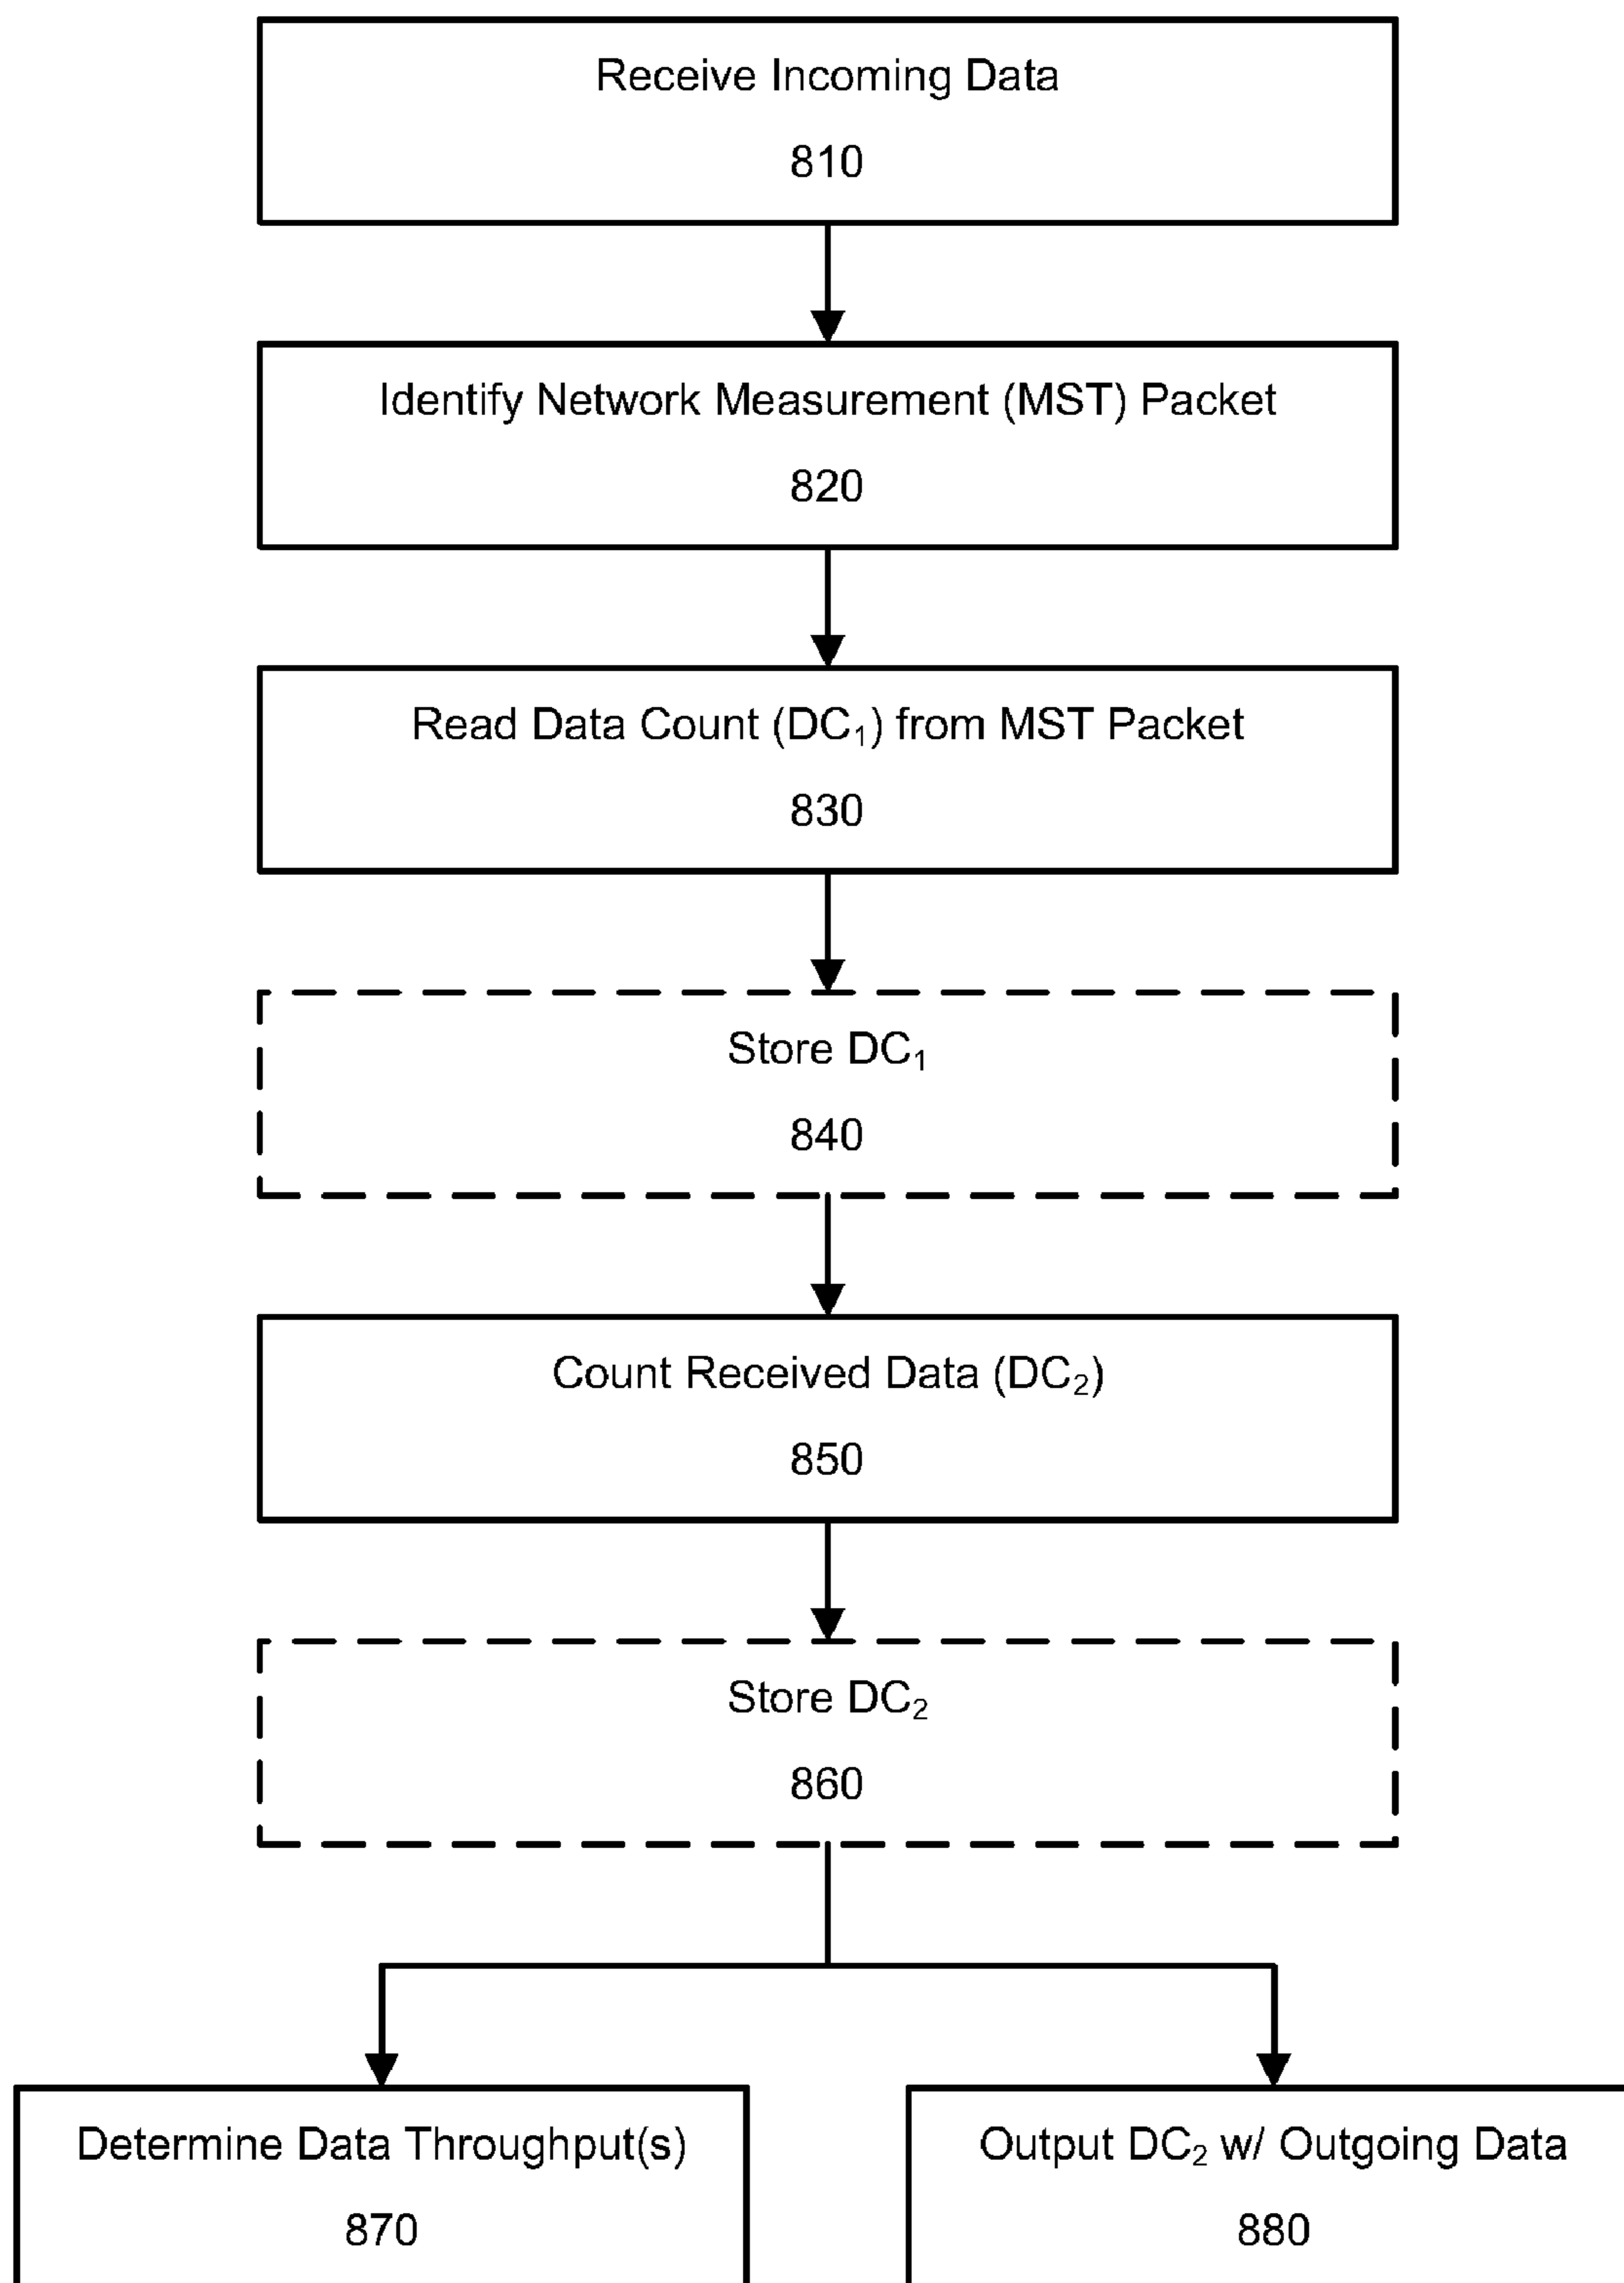 Receive Incoming Data
810
Identify Network Measurement (MST) Packet
820
Read Data Count (DC₁) from MST Packet
830
Store DC₁
840
Count Received Data (DC₂)
850
Store DC₂
860
Determine Data Throughput(s)
870
Output DC₂ w/ Outgoing Data
880